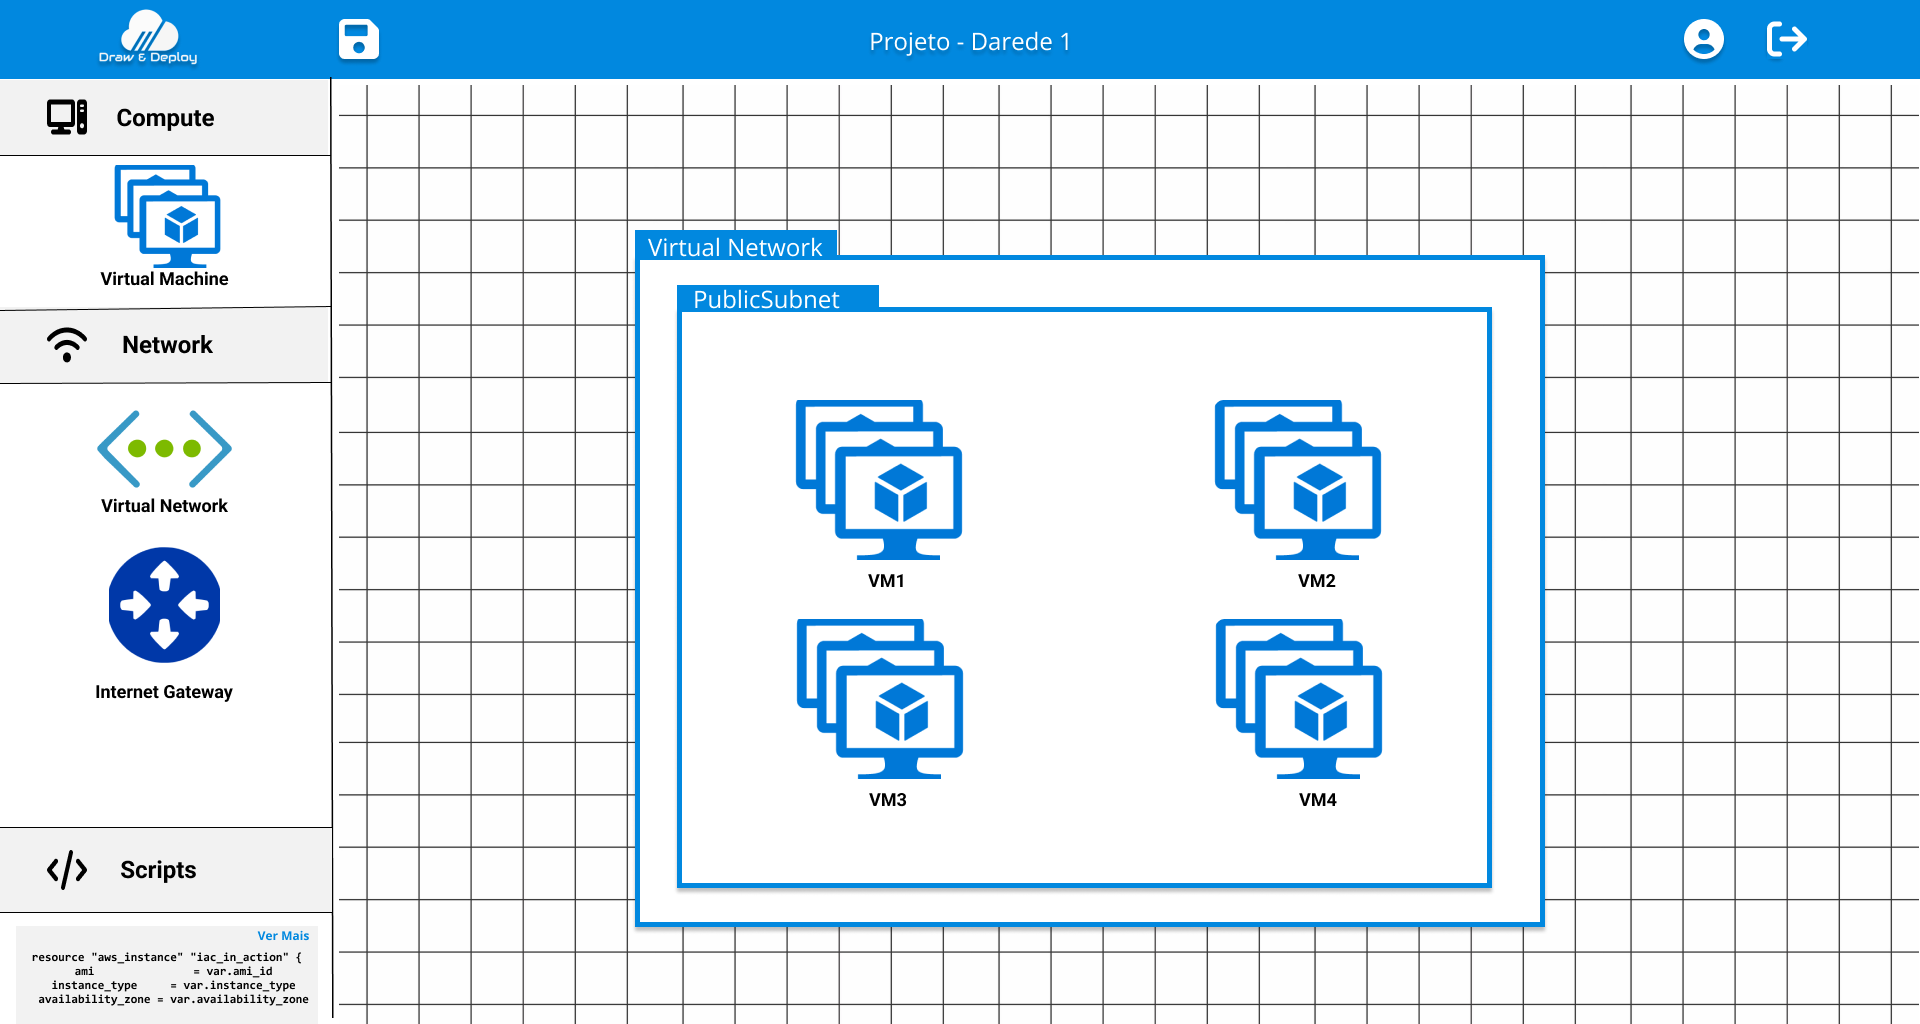 Draw & Deploy
Projeto - Darede 1
Compute
Virtual Machine
Network
Virtual Network
Internet Gateway
Scripts
Ver Mais
resource "aws_instance" "iac_in_action" {
ami = var.ami_id
instance_type = var.instance_type
availability_zone = var.availability_zone
Virtual Network
PublicSubnet
VM1
VM2
VM3
VM4